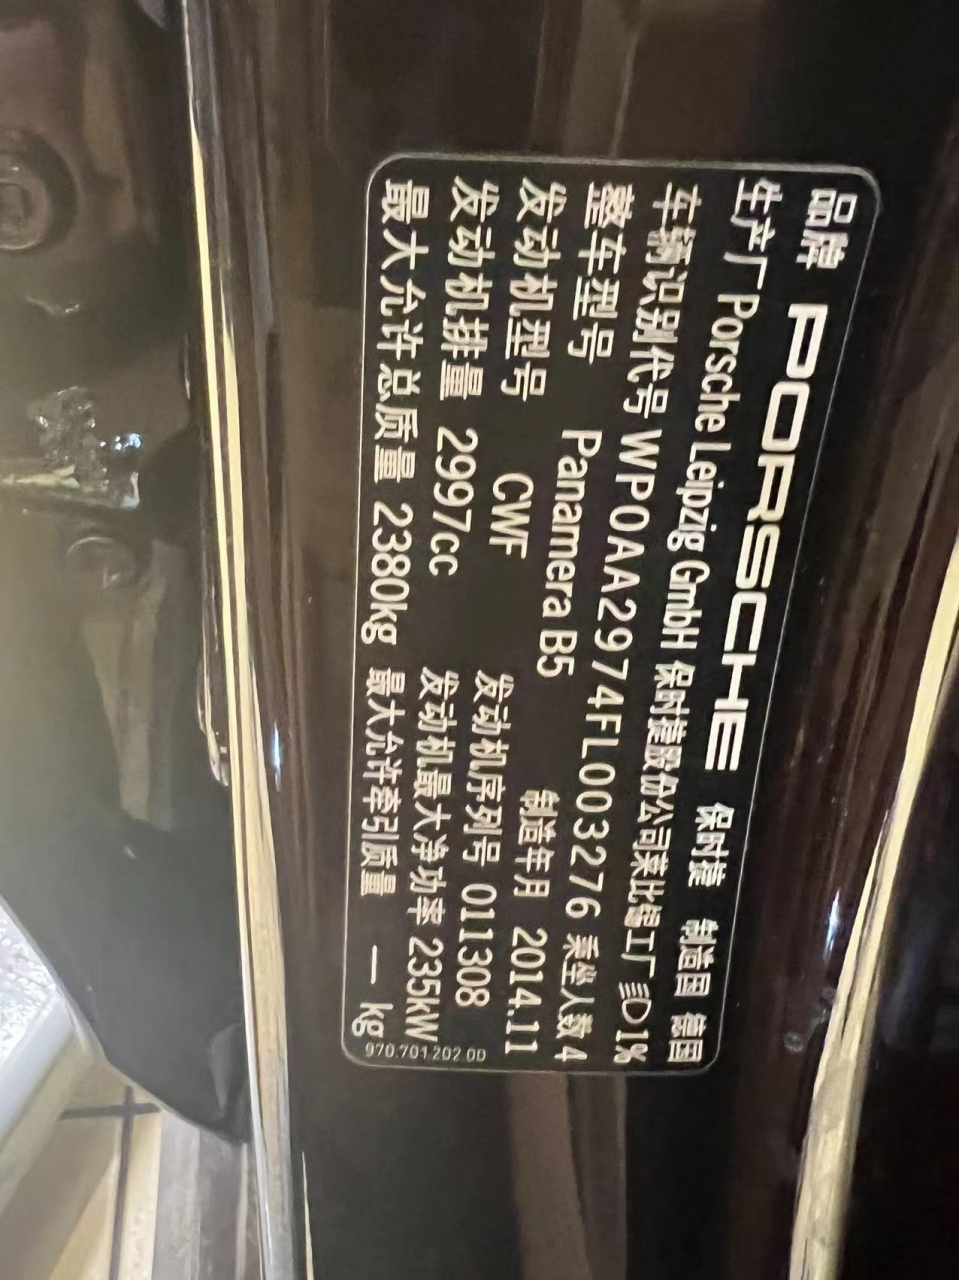 品牌 PORSCHE 保时捷 制造国 德国
生产厂 Porsche Leipzig GmbH 保时捷股份公司莱比锡工厂 1%
车辆识别代号 WP0AA2974FL003276 乘坐人数 4
整车型号 Panamera B5 制造年月 2014.11
发动机型号 CWF 发动机序列号 011308
发动机排量 2997cc 发动机最大净功率 235kW
最大允许总质量 2380kg 最大允许牵引质量 — kg
970.701.202.00